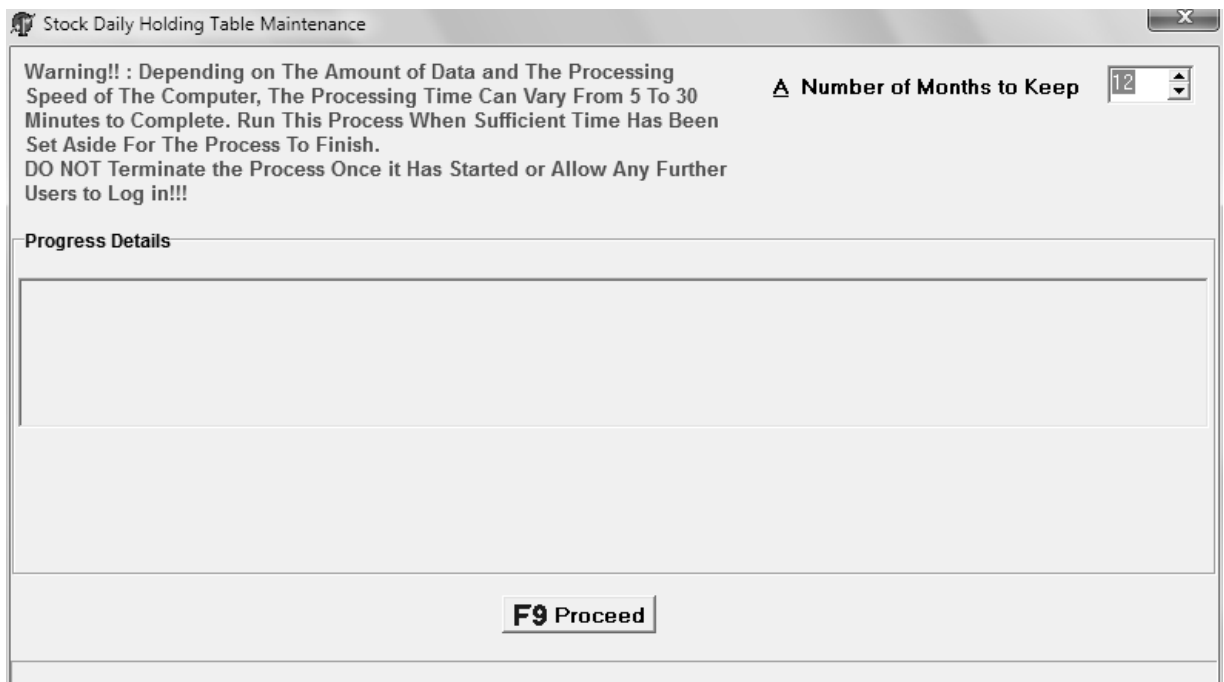 Stock Daily Holding Table Maintenance
Warning!! : Depending on The Amount of Data and The Processing
Speed of The Computer, The Processing Time Can Vary From 5 To 30
Minutes to Complete. Run This Process When Sufficient Time Has Been
Set Aside For The Process To Finish.
DO NOT Terminate the Process Once it Has Started or Allow Any Further
Users to Log in!!!
A Number of Months to Keep 12
Progress Details
F9 Proceed